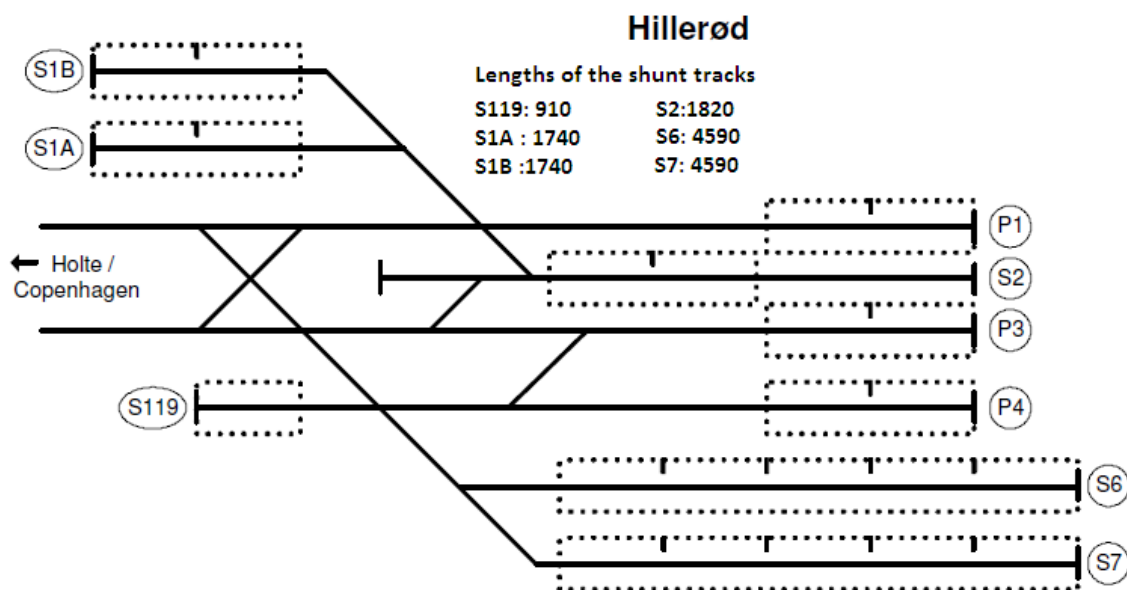 Hillerød
Lengths of the shunt tracks
S119: 910 S2:1820
S1A : 1740 S6: 4590
S1B :1740 S7: 4590
S1B
S1A
P1
Holte /
Copenhagen
S2
P3
S119
P4
S6
S7